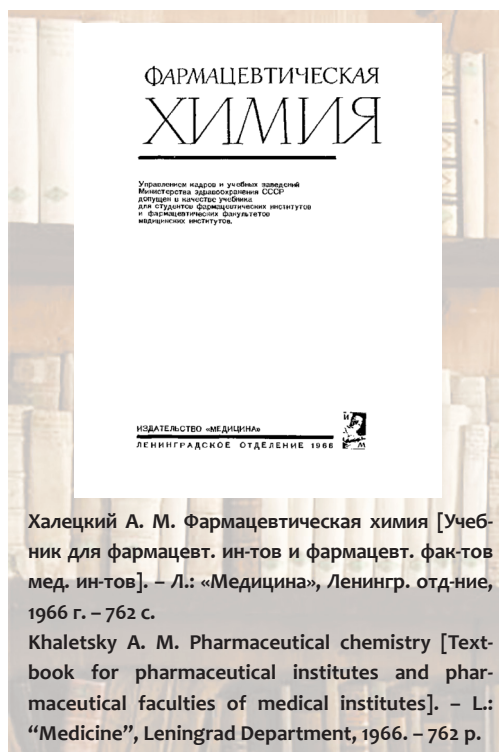 ФАРМАЦЕВТИЧЕСКАЯ
ХИМИЯ
Управлением кадров и учебных заведений
Министерства здравоохранения СССР
допущен в качестве учебника
для студентов фармацевтических институтов
и фармацевтических факультетов
медицинских институтов.
ИЗДАТЕЛЬСТВО «МЕДИЦИНА»
ЛЕНИНГРАДСКОЕ ОТДЕЛЕНИЕ 1966
И
М
Халецкий А. М. Фармацевтическая химия [Учеб-
ник для фармацевт. ин-тов и фармацевт. фак-тов
мед. ин-тов]. – Л.: «Медицина», Ленингр. отд-ние,
1966 г. – 762 с.
Khaletsky A. M. Pharmaceutical chemistry [Text-
book for pharmaceutical institutes and phar-
maceutical faculties of medical institutes]. – L.:
“Medicine”, Leningrad Department, 1966. – 762 p.